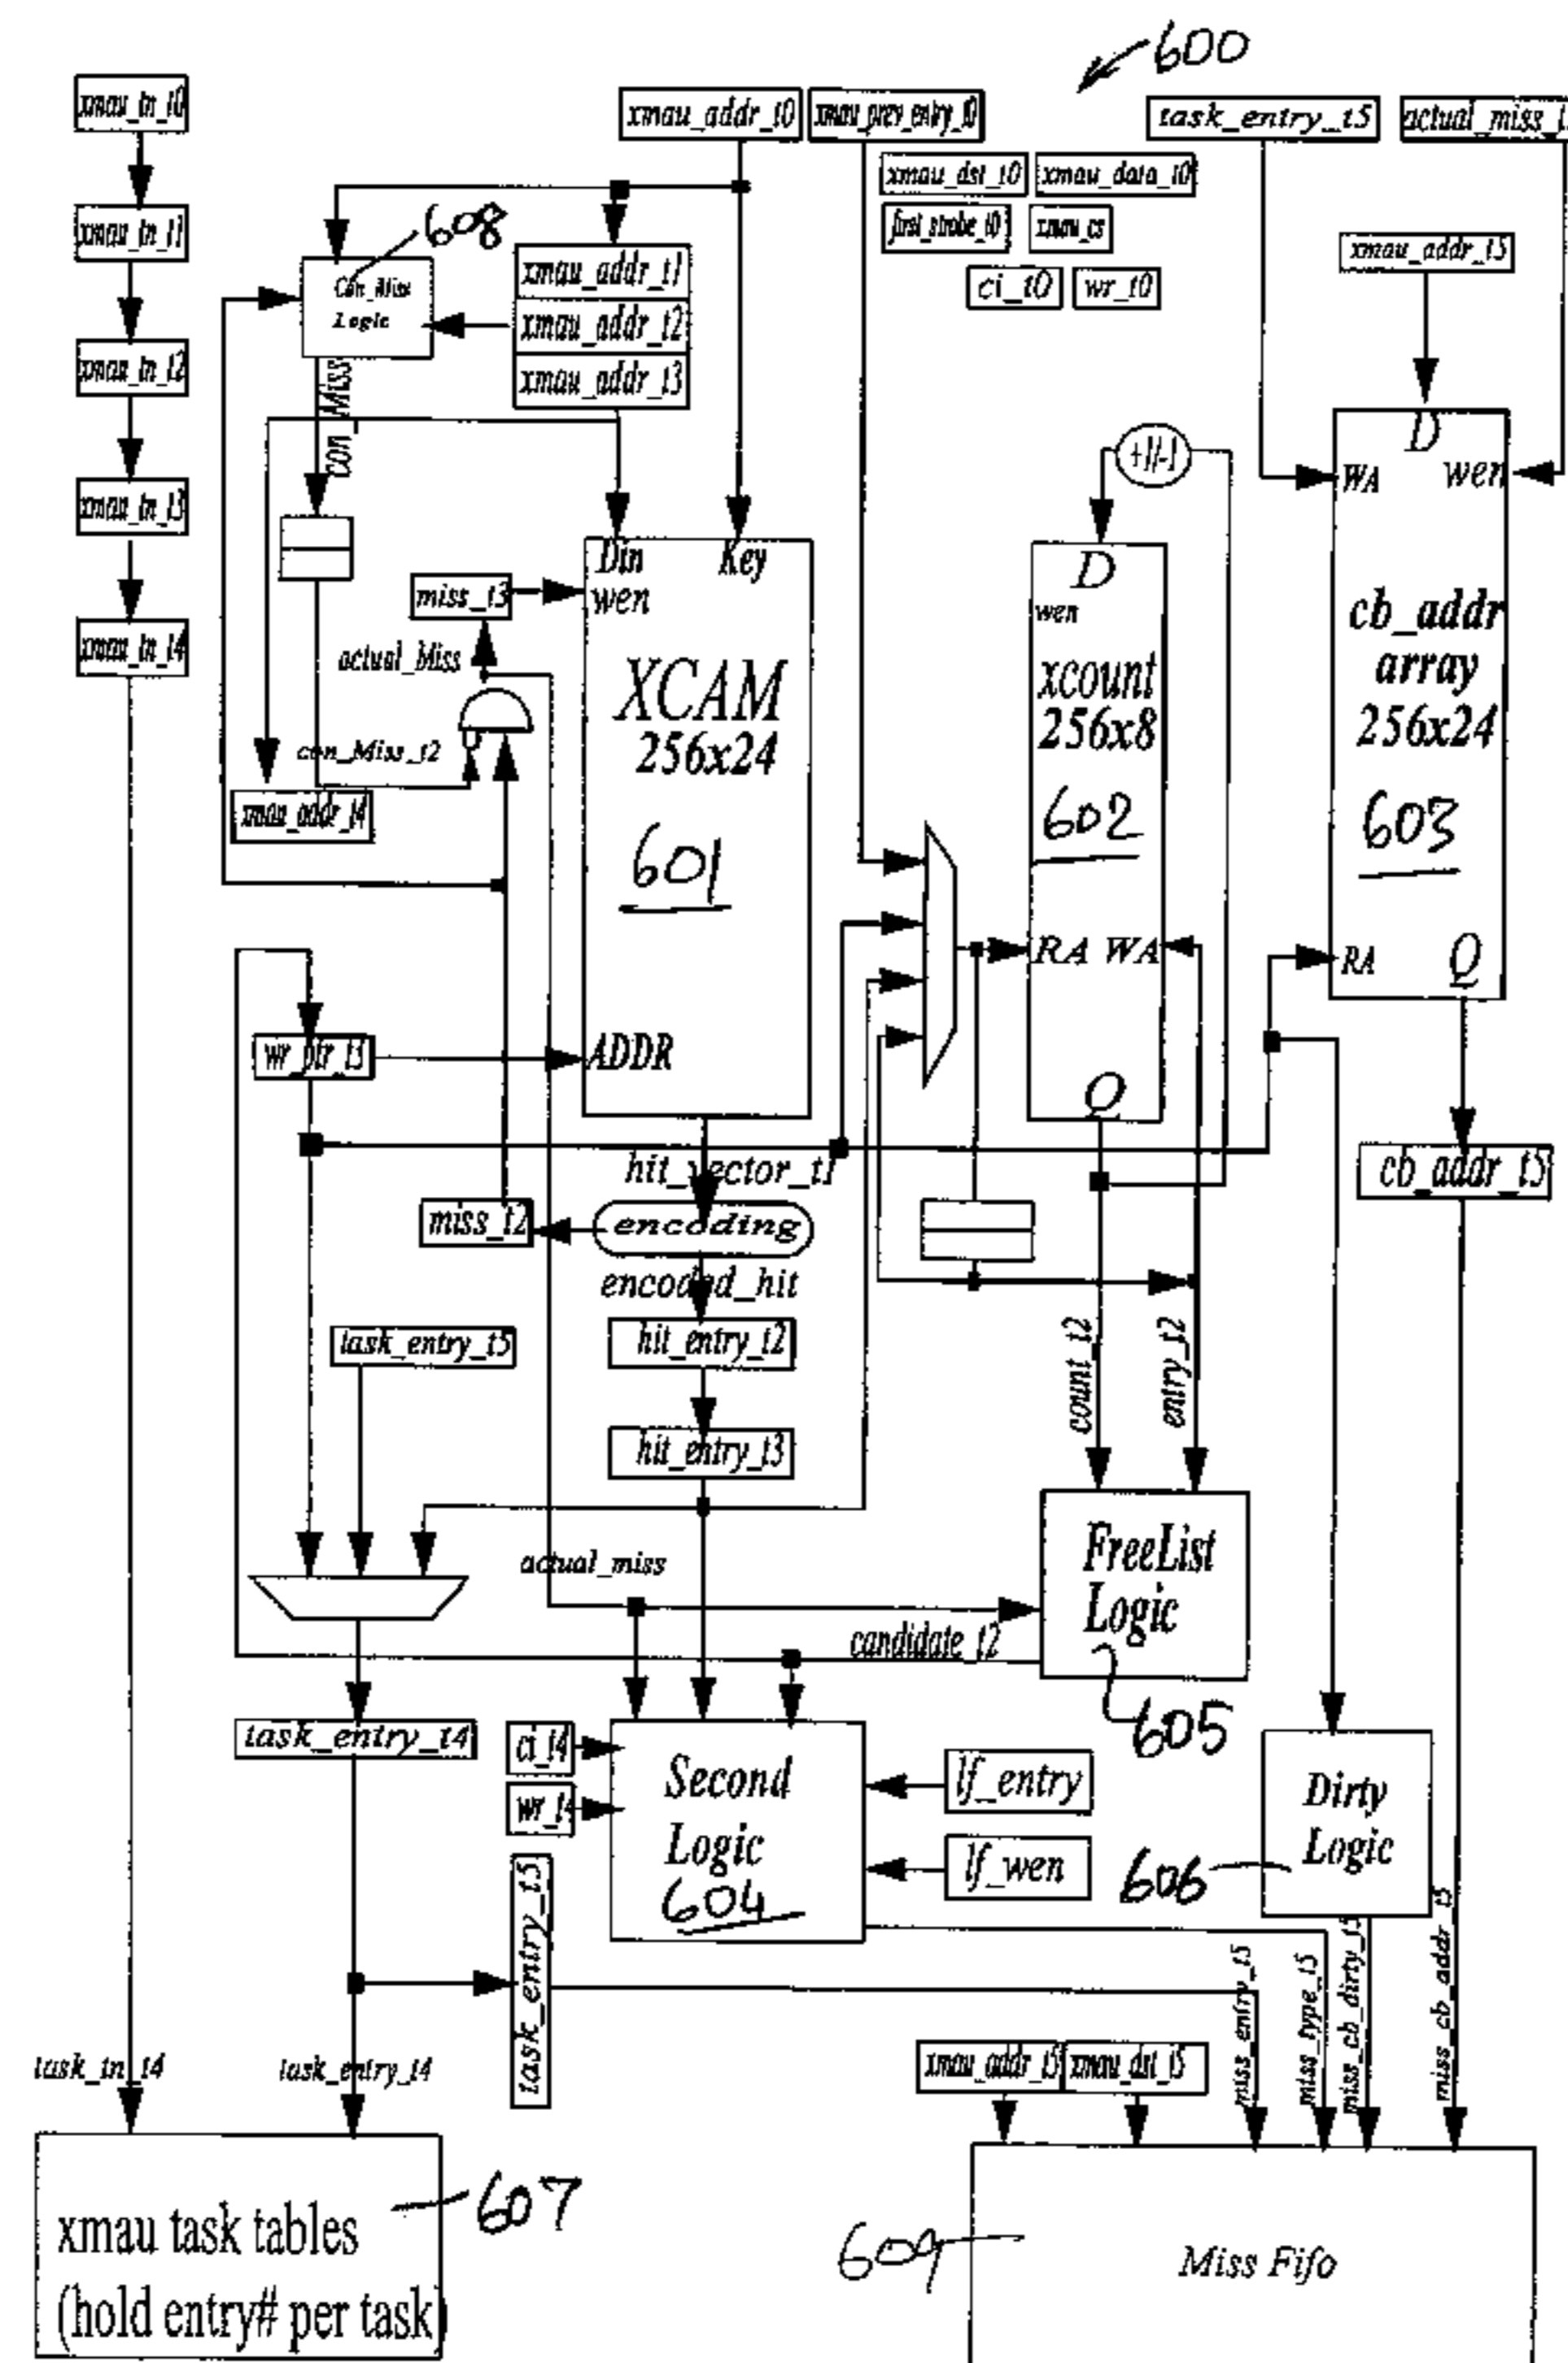 600
xmau_tn_t0
xmau_addr_t0
xmau_prev_entry_t0
task_entry_t5
xmau_dst_t0
xmau_data_t0
xmau_tn_t1
608
first_strobe_t0
xmau_cs
xmau_addr_t5
Con_Miss
Logic
xmau_addr_t1
xmau_addr_t2
xmau_addr_t3
ci_t0
wr_t0
xmau_tn_t2
con_Miss
D
WA
wen
+1/-1
xmau_tn_t3
Din
Key
wen
miss_t3
D
wen
cb_addr
array
256x24
603
xmau_tn_t4
actual_Miss
XCAM
256x24
601
xcount
256x8
602
con_Miss_t2
xmau_addr_t4
RA WA
RA
Q
wr_ptr_t3
ADDR
Q
hit_vector_t1
cb_addr_t5
miss_t2
encoding
encoded_hit
task_entry_t5
hit_entry_t2
count_t2
entry_t2
hit_entry_t3
actual_miss
FreeList
Logic
candidate_t2
605
task_entry_t4
ci_t4
wr_t4
Second
Logic
604
lf_entry
lf_wen
Dirty
Logic
606
task_entry_t5
miss_entry_t5
miss_type_t5
miss_cb_dirty_t5
miss_cb_addr_t5
task_tn_t4
task_entry_t4
xmau_addr_t5
xmau_dst_t5
xmau task tables
(hold entry# per task)
607
609
Miss Fifo